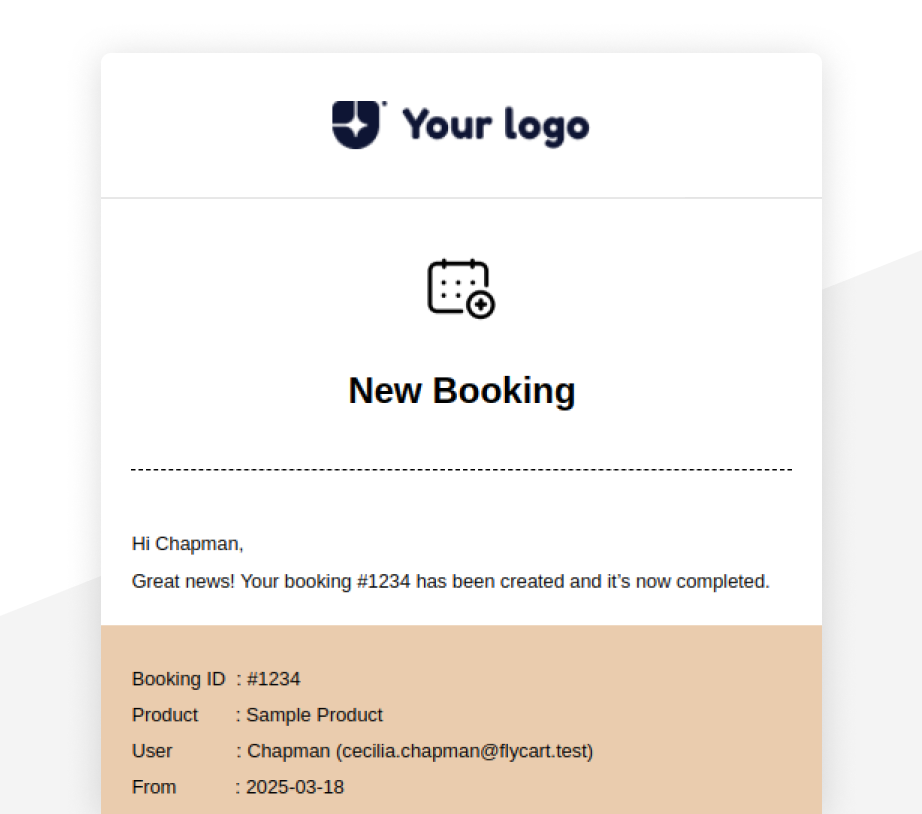 Your logo
New Booking
Hi Chapman,
Great news! Your booking #1234 has been created and it’s now completed.
Booking ID : #1234
Product : Sample Product
User : Chapman (cecilia.chapman@flycart.test)
From : 2025-03-18